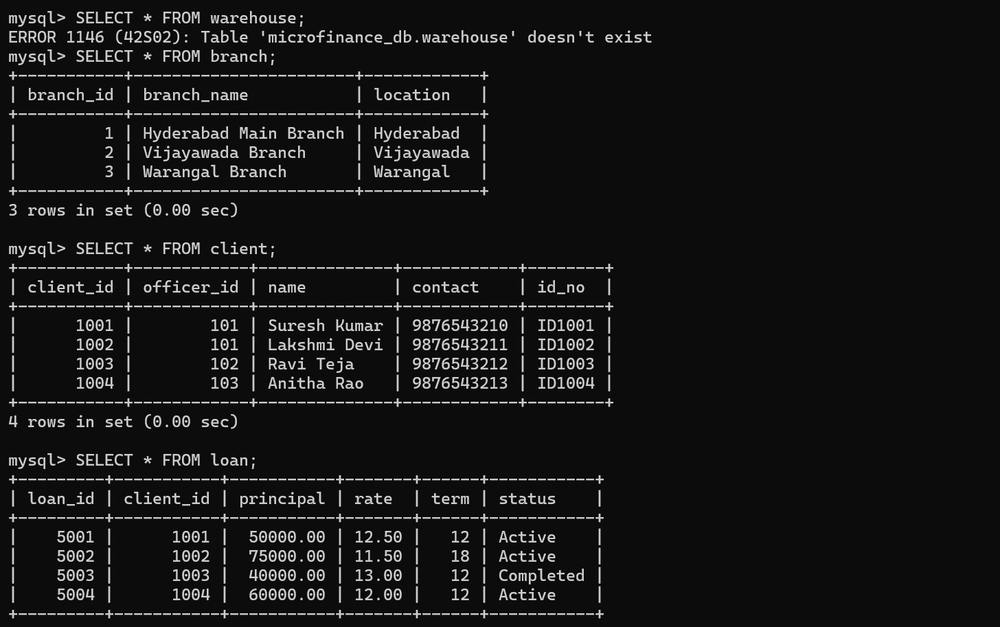 mysql> SELECT * FROM warehouse;
ERROR 1146 (42S02): Table 'microfinance_db.warehouse' doesn't exist
mysql> SELECT * FROM branch;
+-----------+-----------------------+------------+
| branch_id | branch_name           | location   |
+-----------+-----------------------+------------+
|         1 | Hyderabad Main Branch | Hyderabad  |
|         2 | Vijayawada Branch     | Vijayawada |
|         3 | Warangal Branch       | Warangal   |
+-----------+-----------------------+------------+
3 rows in set (0.00 sec)

mysql> SELECT * FROM client;
+-----------+------------+--------------+------------+--------+
| client_id | officer_id | name         | contact    | id_no  |
+-----------+------------+--------------+------------+--------+
|      1001 |        101 | Suresh Kumar | 9876543210 | ID1001 |
|      1002 |        101 | Lakshmi Devi | 9876543211 | ID1002 |
|      1003 |        102 | Ravi Teja    | 9876543212 | ID1003 |
|      1004 |        103 | Anitha Rao   | 9876543213 | ID1004 |
+-----------+------------+--------------+------------+--------+
4 rows in set (0.00 sec)

mysql> SELECT * FROM loan;
+---------+-----------+-----------+-------+------+-----------+
| loan_id | client_id | principal | rate  | term | status    |
+---------+-----------+-----------+-------+------+-----------+
|    5001 |      1001 |  50000.00 | 12.50 |   12 | Active    |
|    5002 |      1002 |  75000.00 | 11.50 |   18 | Active    |
|    5003 |      1003 |  40000.00 | 13.00 |   12 | Completed |
|    5004 |      1004 |  60000.00 | 12.00 |   12 | Active    |
+---------+-----------+-----------+-------+------+-----------+